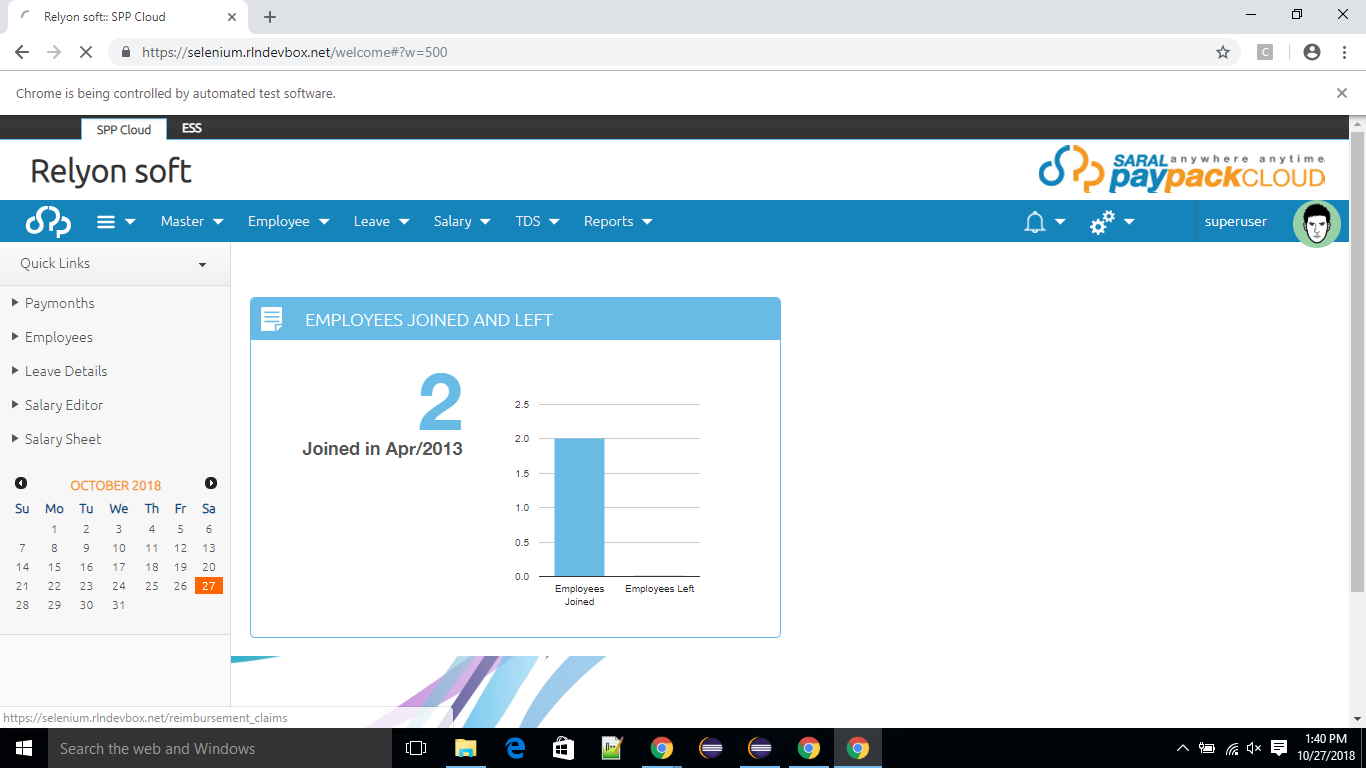 Relyon soft:: SPP Cloud
https://selenium.rlndevbox.net/welcome#?w=500
C
Chrome is being controlled by automated test software.
SPP Cloud ESS
Relyon soft
SARAL anywhere anytime
paypackCLOUD
Master Employee Leave Salary TDS Reports superuser
Quick Links
Paymonths
Employees
Leave Details
Salary Editor
Salary Sheet
OCTOBER 2018
Su Mo Tu We Th Fr Sa
1 2 3 4 5 6
7 8 9 10 11 12 13
14 15 16 17 18 19 20
21 22 23 24 25 26 27
28 29 30 31
EMPLOYEES JOINED AND LEFT
2
Joined in Apr/2013
2.5
2.0
1.5
1.0
0.5
0.0
Employees Joined
Employees Left
https://selenium.rlndevbox.net/reimbursement_claims
Search the web and Windows
1:40 PM
10/27/2018